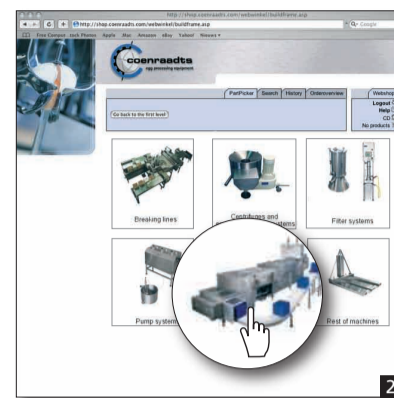 http://shop.coenraadts.com/webwinkel/buildframe.asp
http://shop.coenraadts.com/webwinkel/buildframe.asp
Google
Apple Mac Amazon eBay Yahoo! News
coenraadts
egg processing equipment
PartPicker Search History Orderoverview Webshop
Logout
Help
CD
No products
Go back to the first level
Breaking lines
Centrifuges and
Filter systems
Pump system
Rest of machines
2